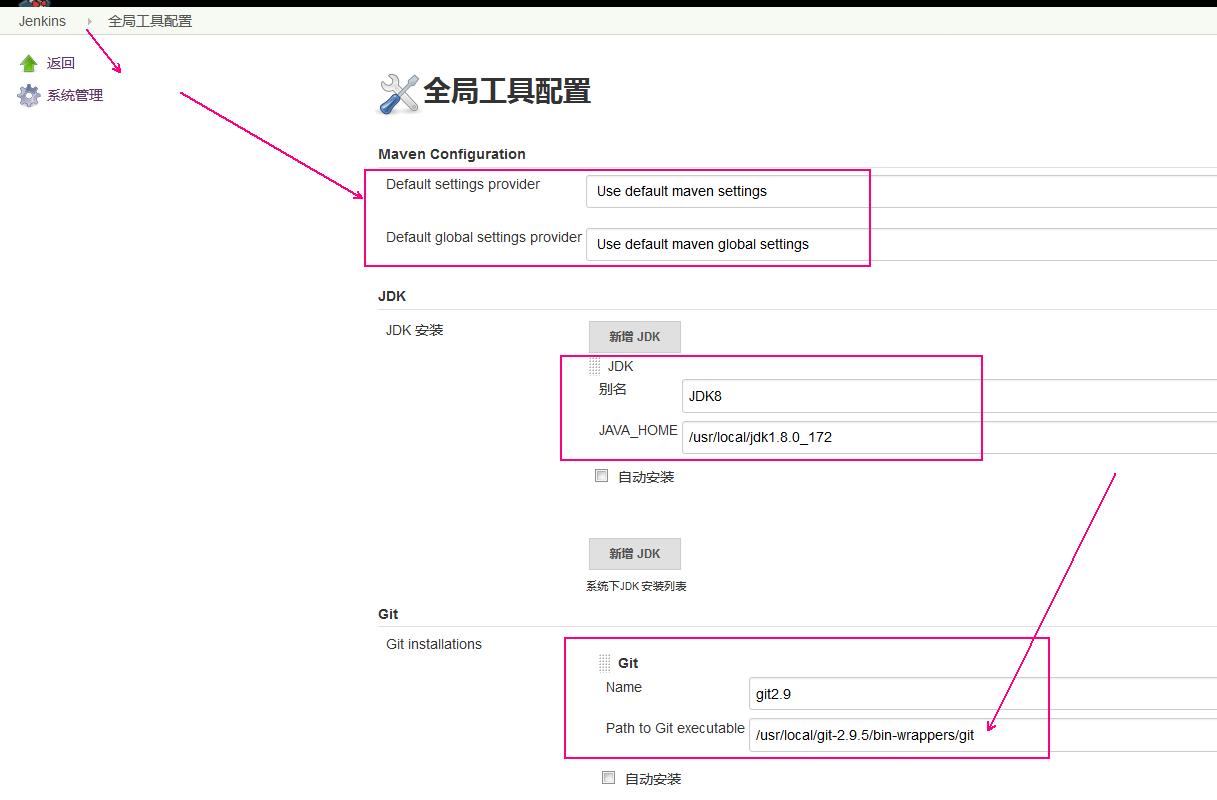 Jenkins 全局工具配置
返回
系统管理
全局工具配置
Maven Configuration
Default settings provider Use default maven settings
Default global settings provider Use default maven global settings
JDK
JDK 安装 新增 JDK
JDK
别名 JDK8
JAVA_HOME /usr/local/jdk1.8.0_172
自动安装
新增 JDK
系统下JDK 安装列表
Git
Git installations
Git
Name git2.9
Path to Git executable /usr/local/git-2.9.5/bin-wrappers/git
自动安装